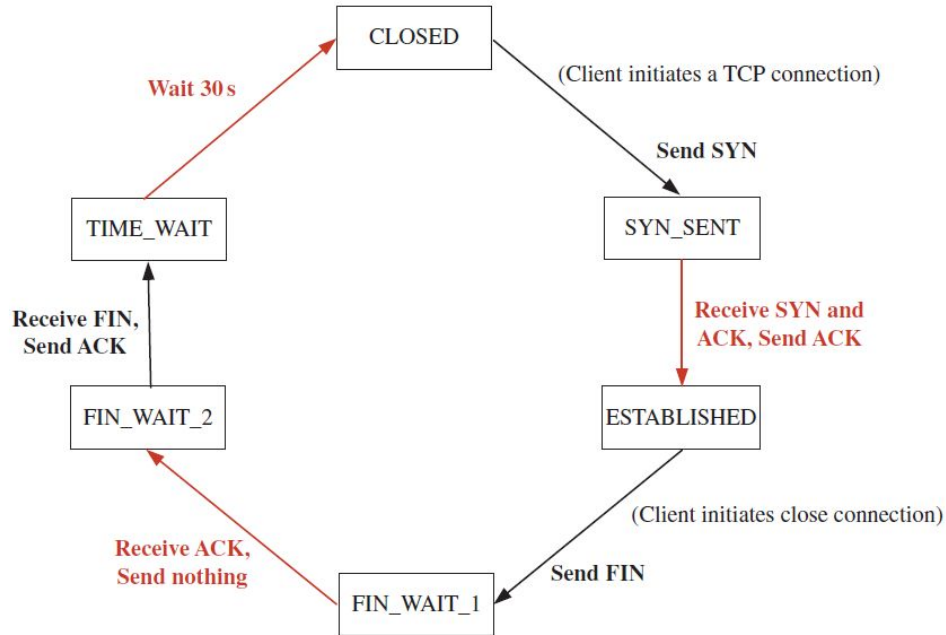 CLOSED
Wait 30 s
(Client initiates a TCP connection)
Send SYN
TIME_WAIT
SYN_SENT
Receive FIN,
Send ACK
Receive SYN and
ACK, Send ACK
FIN_WAIT_2
ESTABLISHED
(Client initiates close connection)
Receive ACK,
Send nothing
Send FIN
FIN_WAIT_1